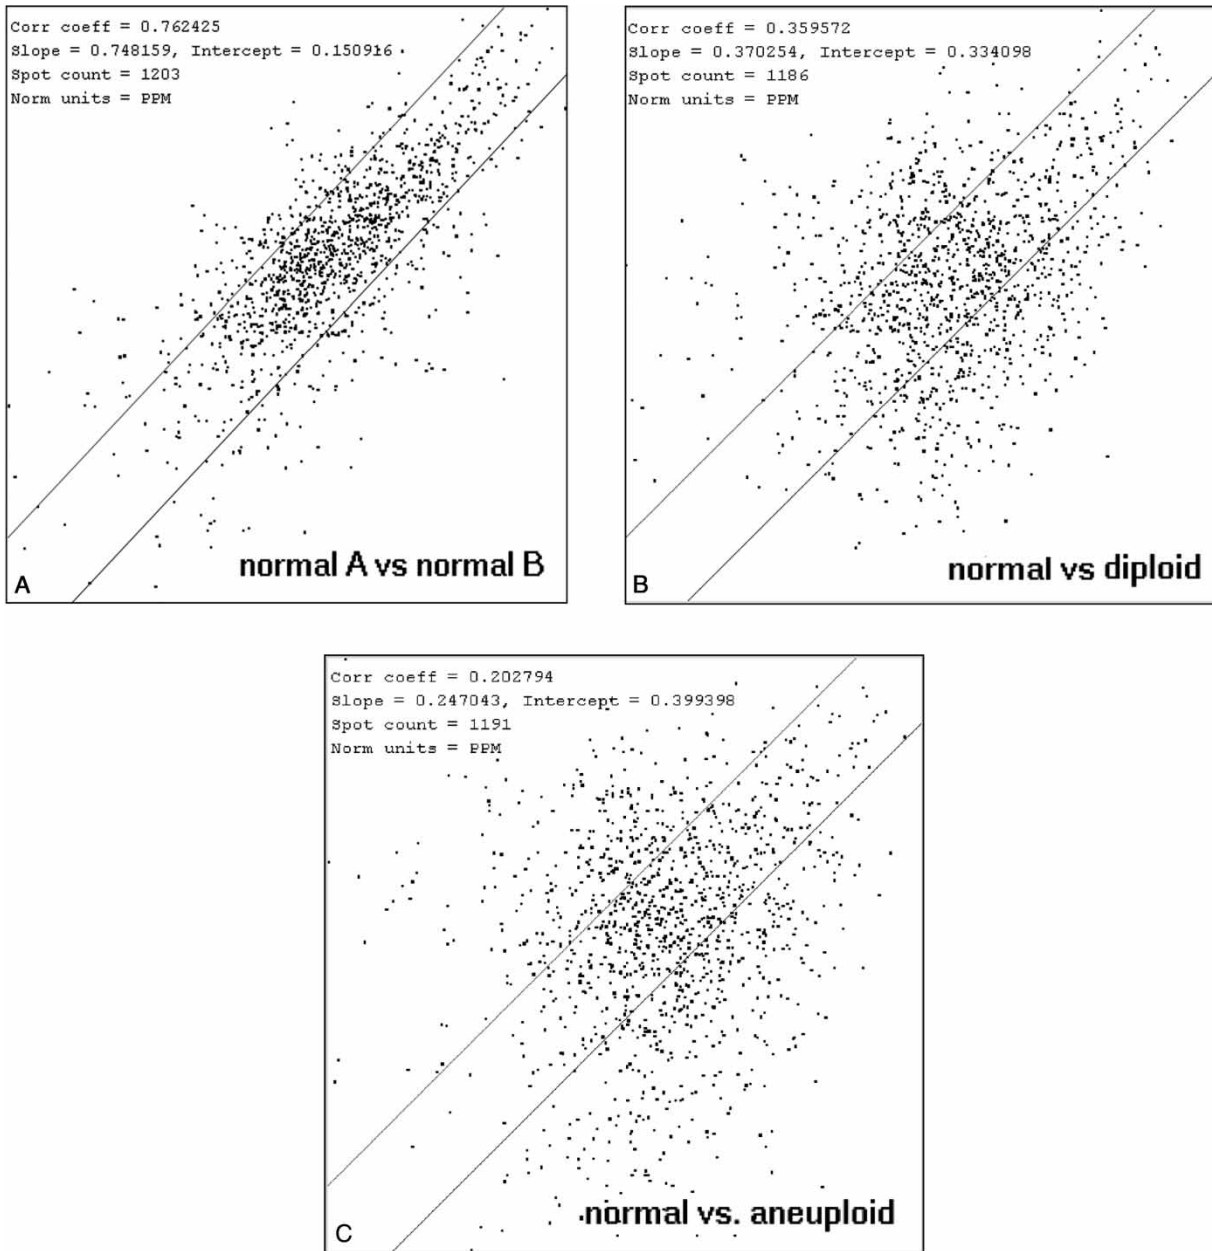 Corr coeff = 0.762425
Slope = 0.748159, Intercept = 0.150916
Spot count = 1203
Norm units = PPM
normal A vs normal B
A
Corr coeff = 0.359572
Slope = 0.370254, Intercept = 0.334098
Spot count = 1186
Norm units = PPM
normal vs diploid
B
Corr coeff = 0.202794
Slope = 0.247043, Intercept = 0.399398
Spot count = 1191
Norm units = PPM
normal vs. aneuploid
C